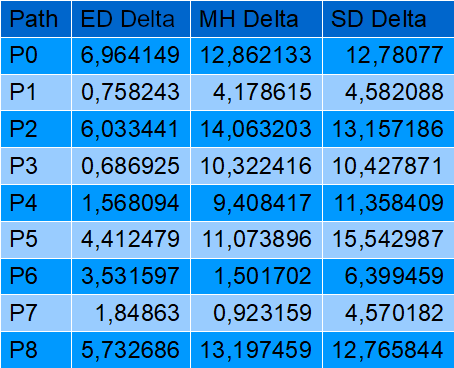 Path ED Delta MH Delta SD Delta
P0 6,964149 12,862133 12,78077
P1 0,758243 4,178615 4,582088
P2 6,033441 14,063203 13,157186
P3 0,686925 10,322416 10,427871
P4 1,568094 9,408417 11,358409
P5 4,412479 11,073896 15,542987
P6 3,531597 1,501702 6,399459
P7 1,84863 0,923159 4,570182
P8 5,732686 13,197459 12,765844